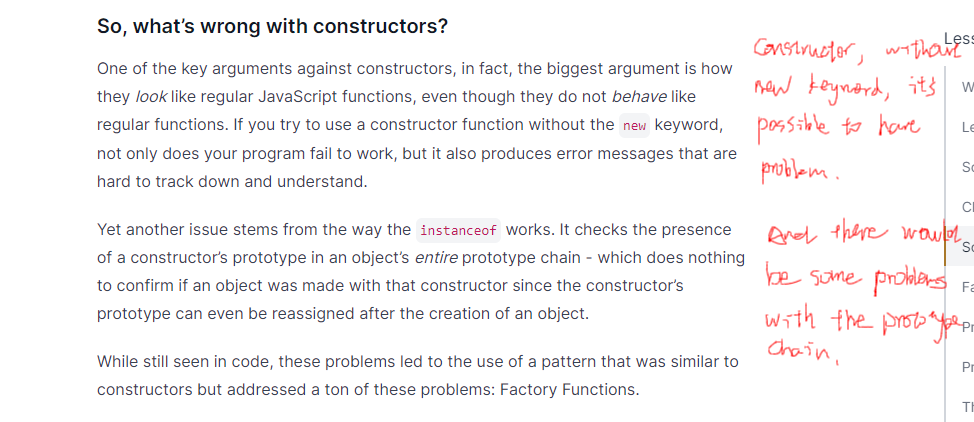 So, what’s wrong with constructors?
One of the key arguments against constructors, in fact, the biggest argument is how
they look like regular JavaScript functions, even though they do not behave like
regular functions. If you try to use a constructor function without the new keyword,
not only does your program fail to work, but it also produces error messages that are
hard to track down and understand.
Yet another issue stems from the way the instanceof works. It checks the presence
of a constructor’s prototype in an object’s entire prototype chain - which does nothing
to confirm if an object was made with that constructor since the constructor’s
prototype can even be reassigned after the creation of an object.
While still seen in code, these problems led to the use of a pattern that was similar to
constructors but addressed a ton of these problems: Factory Functions.
Constructor, without
new keyword, its
possible to have
problem.
And there would
be some problems
with the prototype
chain.
Less
W
Le
So
Cl
So
Fa
Pr
Pr
Th